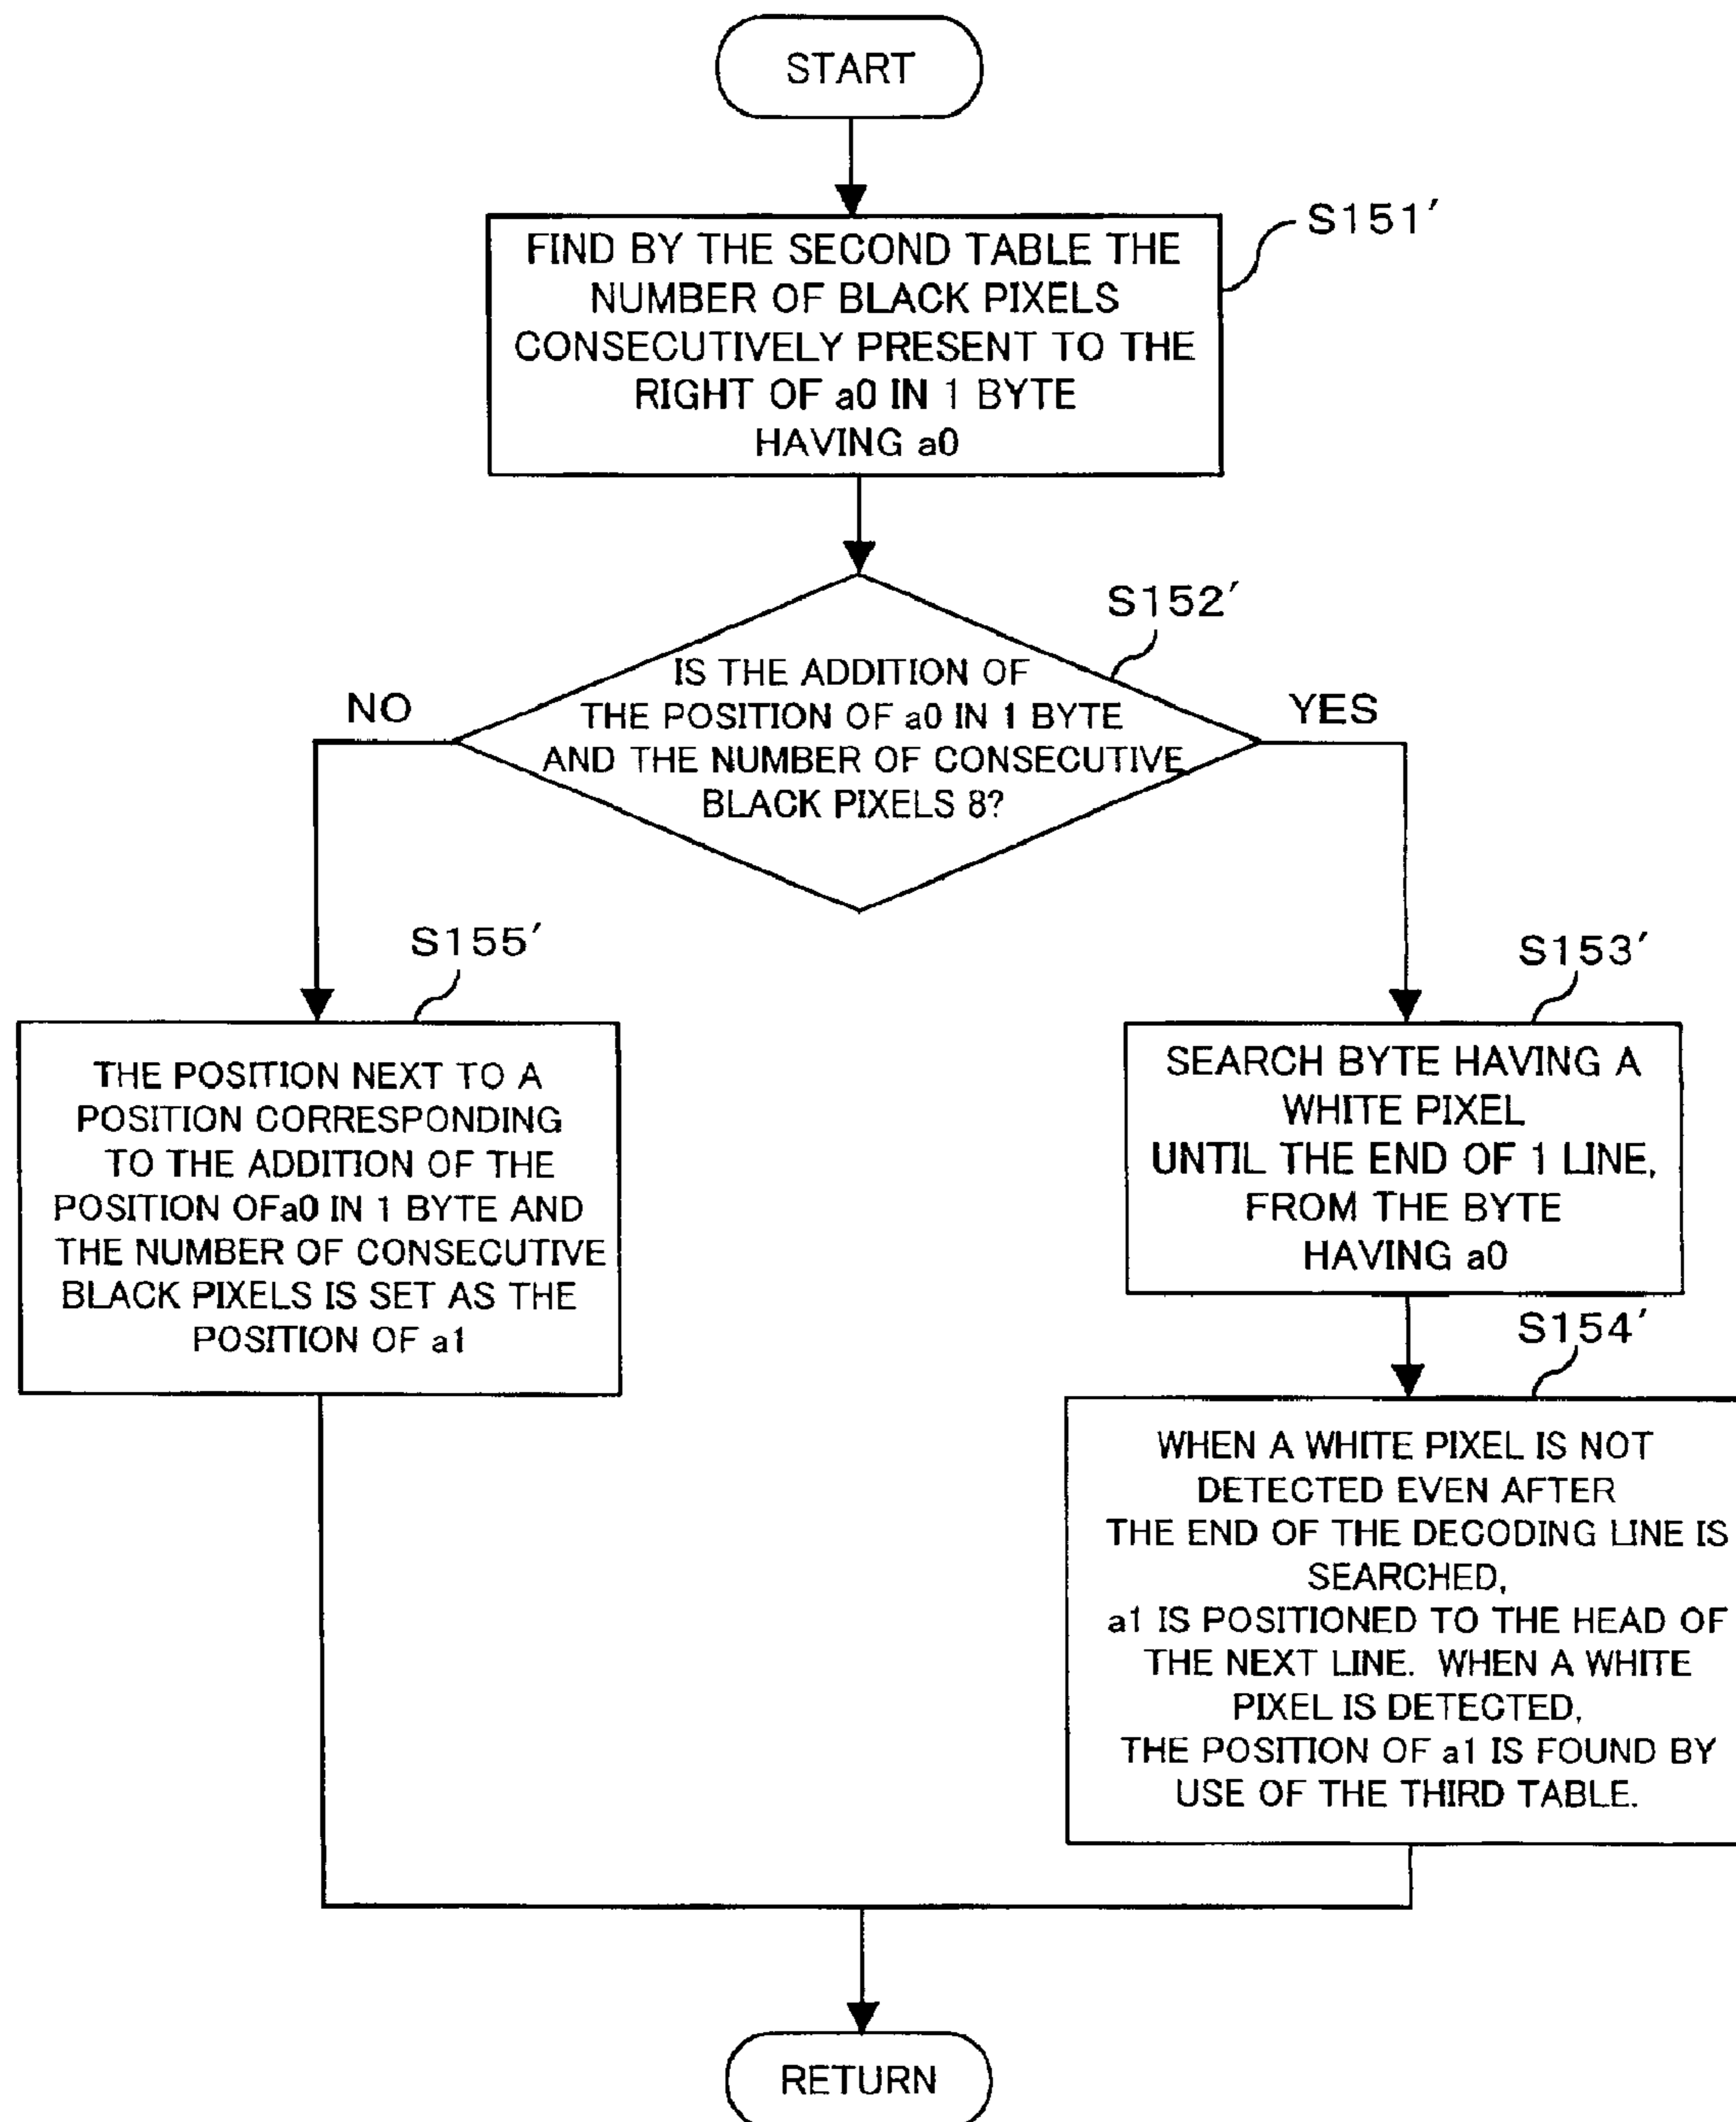 START
S151′
FIND BY THE SECOND TABLE THE
NUMBER OF BLACK PIXELS
CONSECUTIVELY PRESENT TO THE
RIGHT OF a0 IN 1 BYTE
HAVING a0
S152′
IS THE ADDITION OF
THE POSITION OF a0 IN 1 BYTE
AND THE NUMBER OF CONSECUTIVE
BLACK PIXELS 8?
NO
YES
S155′
THE POSITION NEXT TO A
POSITION CORRESPONDING
TO THE ADDITION OF THE
POSITION OFa0 IN 1 BYTE AND
THE NUMBER OF CONSECUTIVE
BLACK PIXELS IS SET AS THE
POSITION OF a1
S153′
SEARCH BYTE HAVING A
WHITE PIXEL
UNTIL THE END OF 1 LINE,
FROM THE BYTE
HAVING a0
S154′
WHEN A WHITE PIXEL IS NOT
DETECTED EVEN AFTER
THE END OF THE DECODING LINE IS
SEARCHED,
a1 IS POSITIONED TO THE HEAD OF
THE NEXT LINE. WHEN A WHITE
PIXEL IS DETECTED,
THE POSITION OF a1 IS FOUND BY
USE OF THE THIRD TABLE.
RETURN